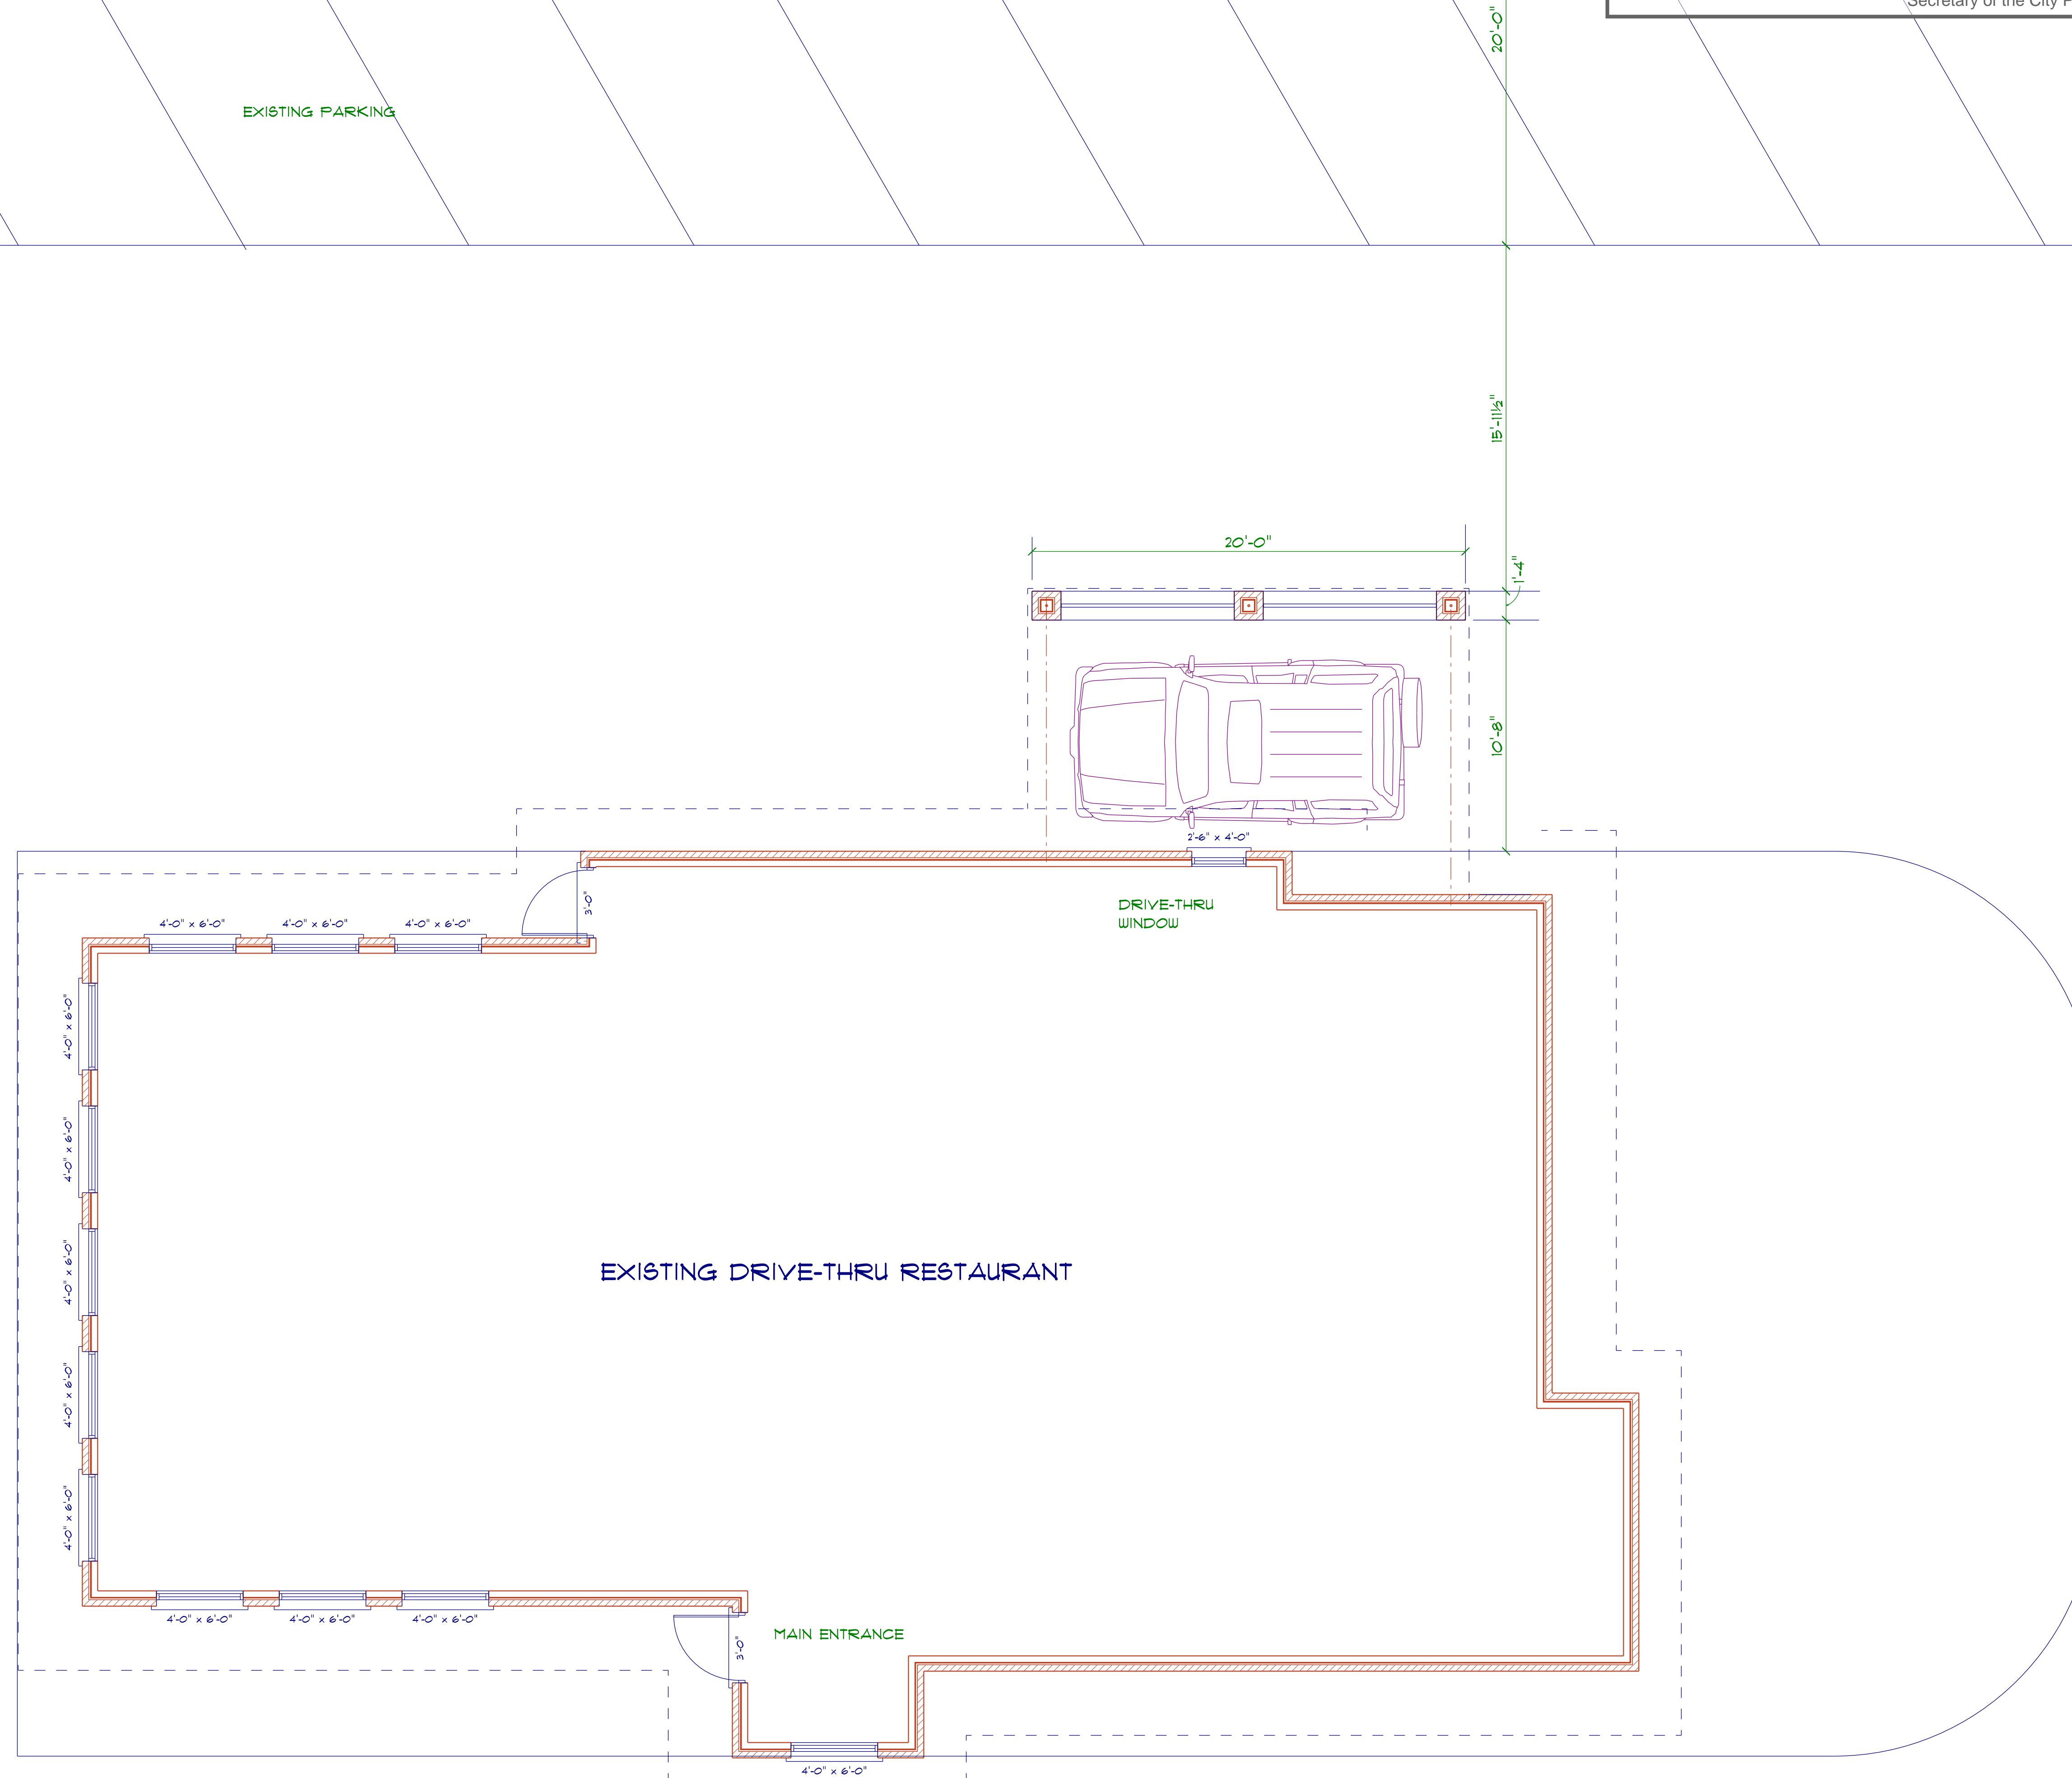 Secretary of the City P
20'-0"
EXISTING PARKING
15'-11½"
20'-0"
1'-4"
10'-8"
2'-6" x 4'-0"
DRIVE-THRU
WINDOW
3'-0"
4'-0" x 6'-0"
4'-0" x 6'-0"
4'-0" x 6'-0"
4'-0" x 6'-0"
4'-0" x 6'-0"
4'-0" x 6'-0"
4'-0" x 6'-0"
4'-0" x 6'-0"
EXISTING DRIVE-THRU RESTAURANT
4'-0" x 6'-0"
4'-0" x 6'-0"
4'-0" x 6'-0"
MAIN ENTRANCE
3'-0"
4'-0" x 6'-0"